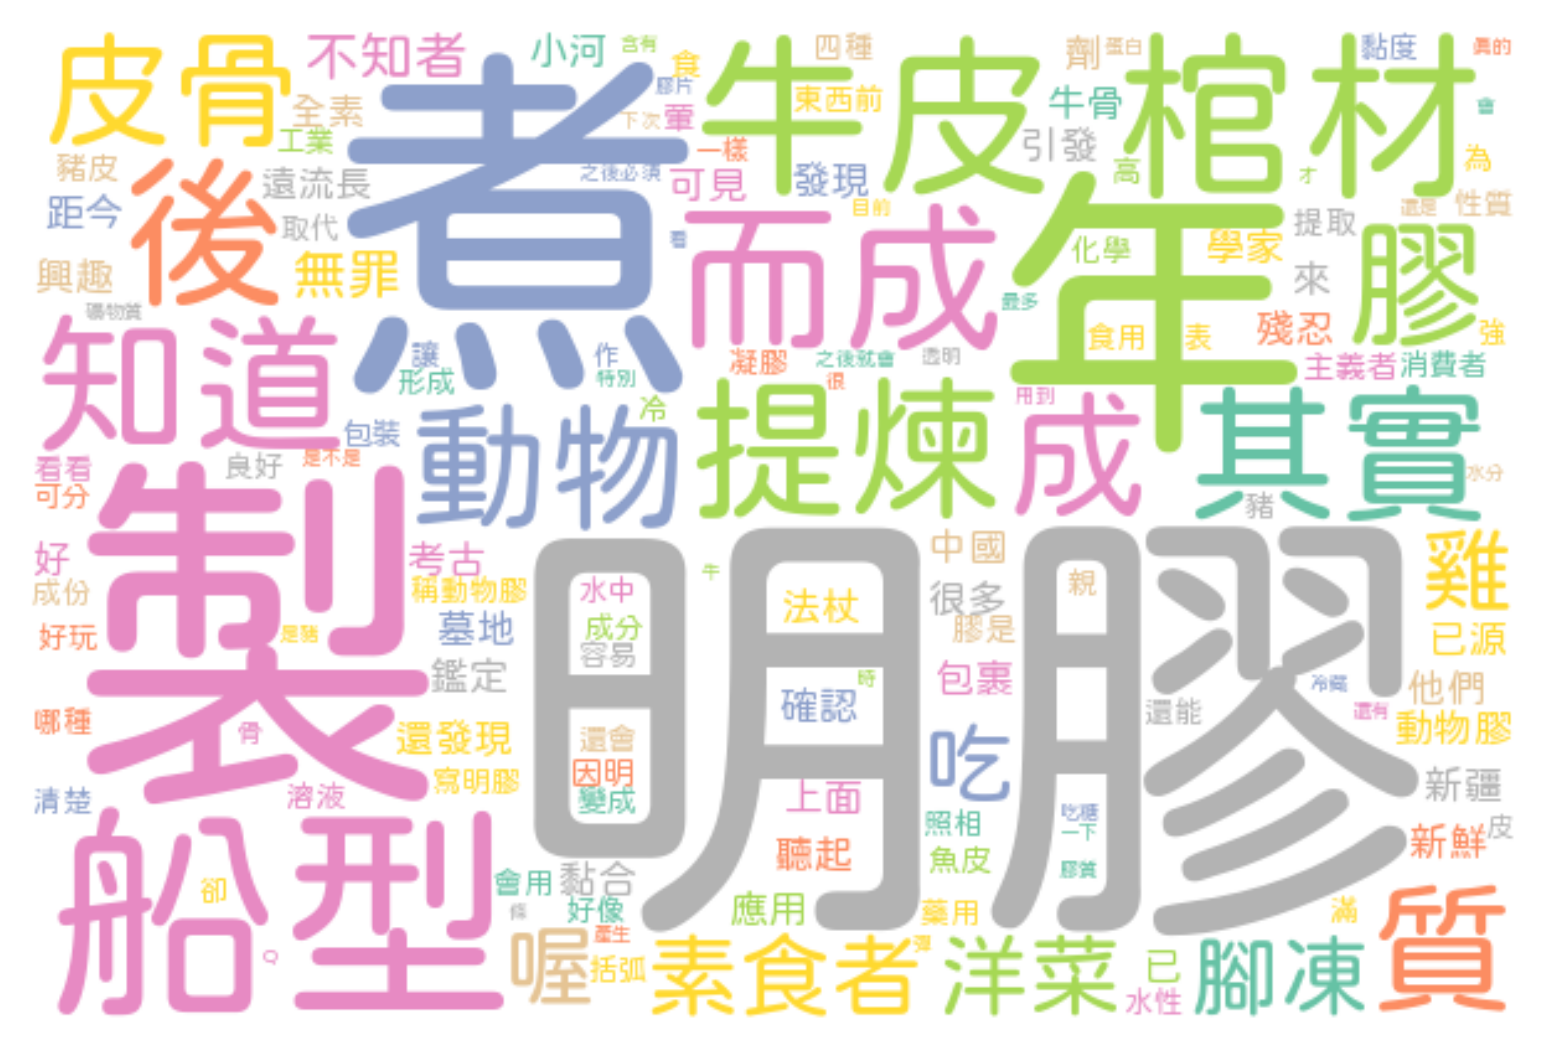 皮骨
不知者
小河
含有
食
膠片
牛皮
四種
東西前
劑
蛋白
棺材
黏度
真的
會
全素
工業
煮
下次
葷
一樣
牛骨
引發
高
為
才
豬皮
遠流長
之後必須
可見
發現
目前
還是
性質
距今
後
取代
看
而成
年
化學
學家
提取
膠
興趣
無罪
來
礦物質
最多
食用
表
殘忍
強
知道
讓
形成
作
特別
凝膠
之後就會
透明
很
主義者
消費者
包裝
動物
冷
提煉
用到
成
其實
看看
可分
良好
是不是
水分
豬
製
好
成份
好玩
考古
稱動物膠
是豬
墓地
鑑定
明膠
牛
水中
成分
容易
法杖
中國
很多
膠是
親
雞
已源
哪種
骨
還發現
寫明膠
還會
因明
變成
確認
時
包裹
吃
冷藏
還能
還有
他們
動物膠
清楚
溶液
上面
聽起
照相
魚皮
吃糖
一下
膠質
新疆
新鮮
皮
船型
卻
Q
會用
黏合
條
好像
喔
產生
括弧
應用
藥用
素食者
彈
洋菜
已
水性
腳凍
滿
質